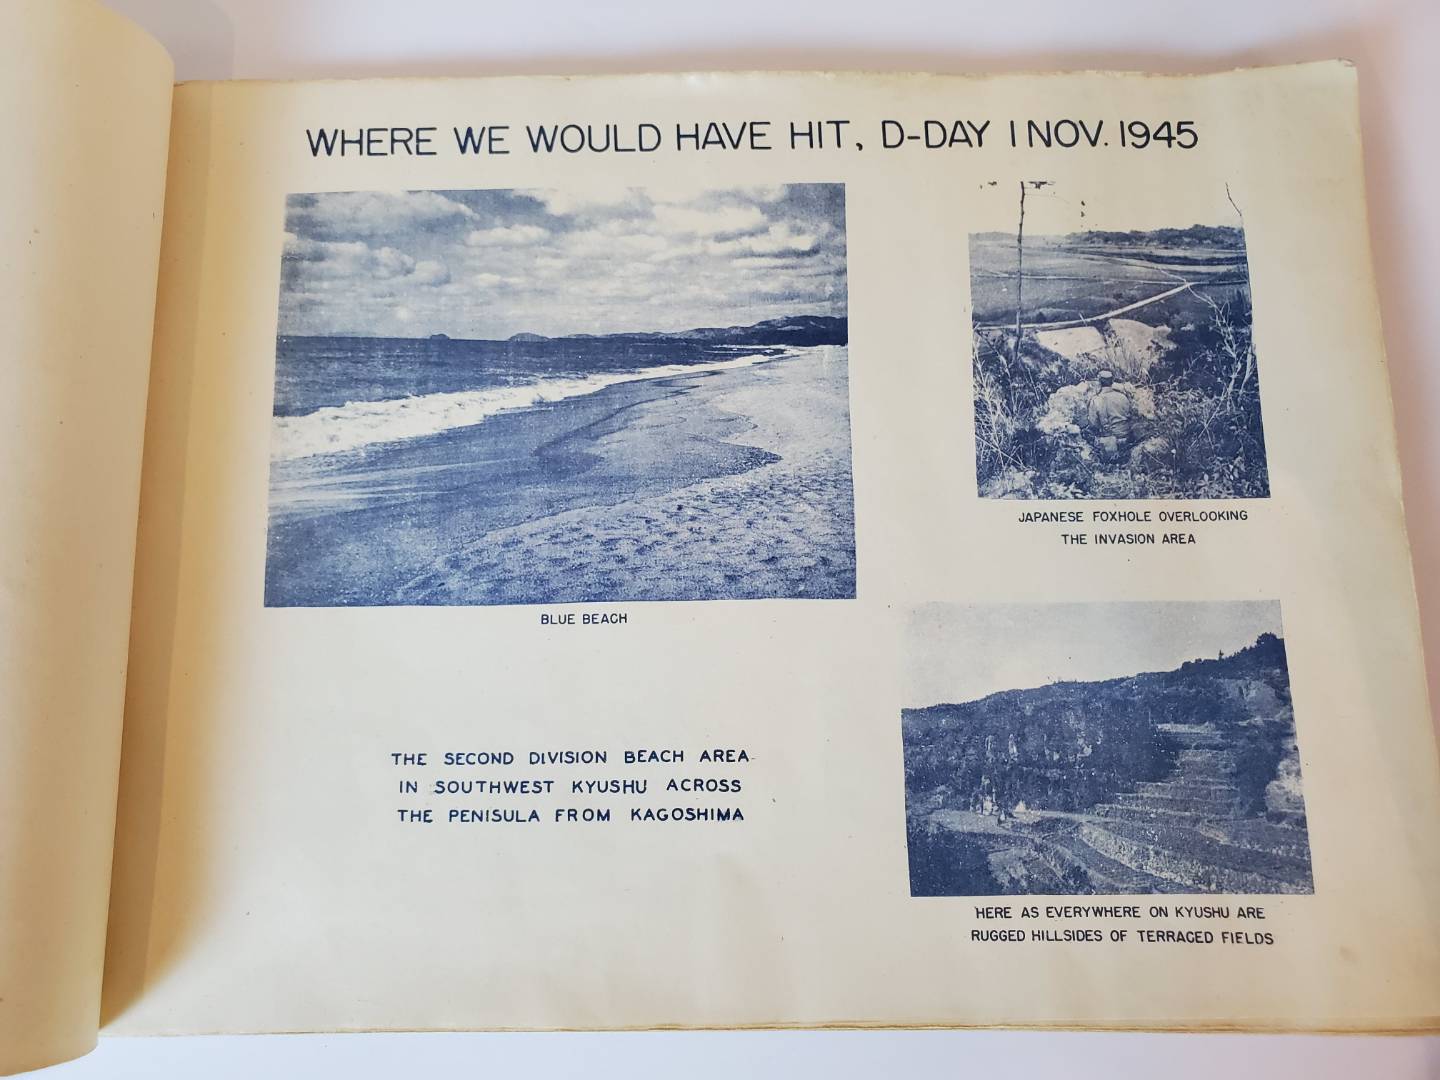 WHERE WE WOULD HAVE HIT, D-DAY 1 NOV. 1945
BLUE BEACH
JAPANESE FOXHOLE OVERLOOKING
THE INVASION AREA
THE SECOND DIVISION BEACH AREA
IN SOUTHWEST KYUSHU ACROSS
THE PENISULA FROM KAGOSHIMA
HERE AS EVERYWHERE ON KYUSHU ARE
RUGGED HILLSIDES OF TERRACED FIELDS